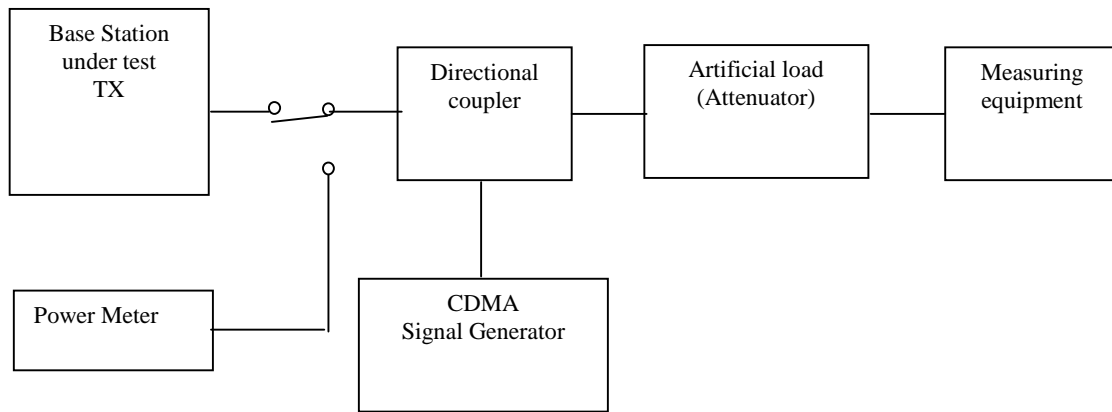 Base Station
under test
TX
Directional
coupler
Artificial load
(Attenuator)
Measuring
equipment
Power Meter
CDMA
Signal Generator